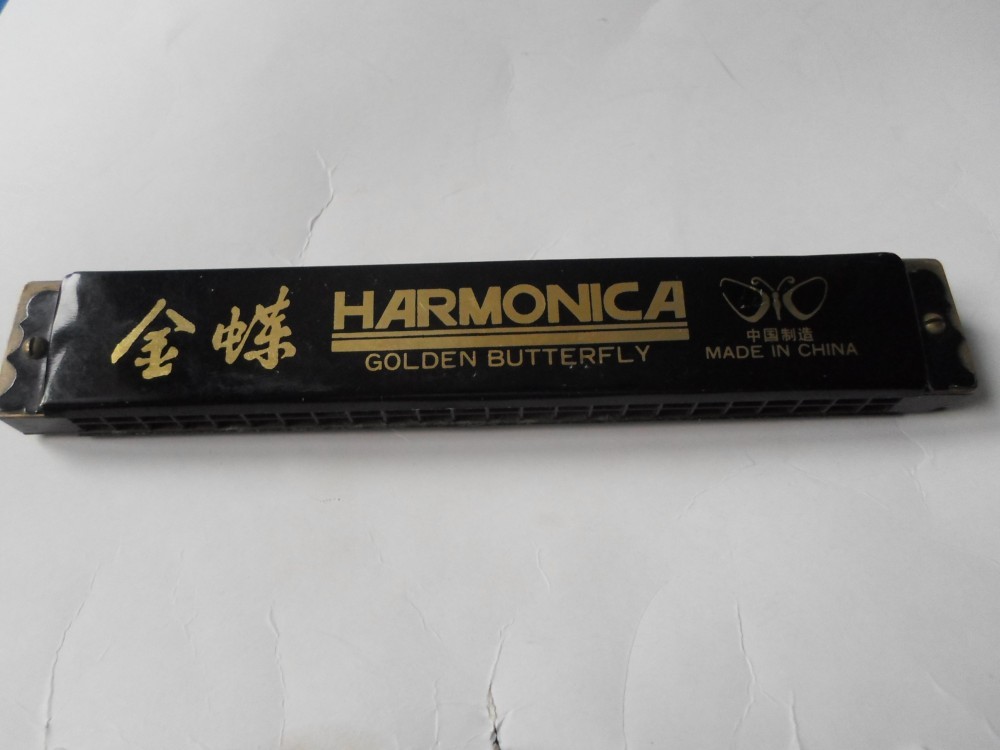 金蝶
HARMONICA
GOLDEN BUTTERFLY
中国制造
MADE IN CHINA